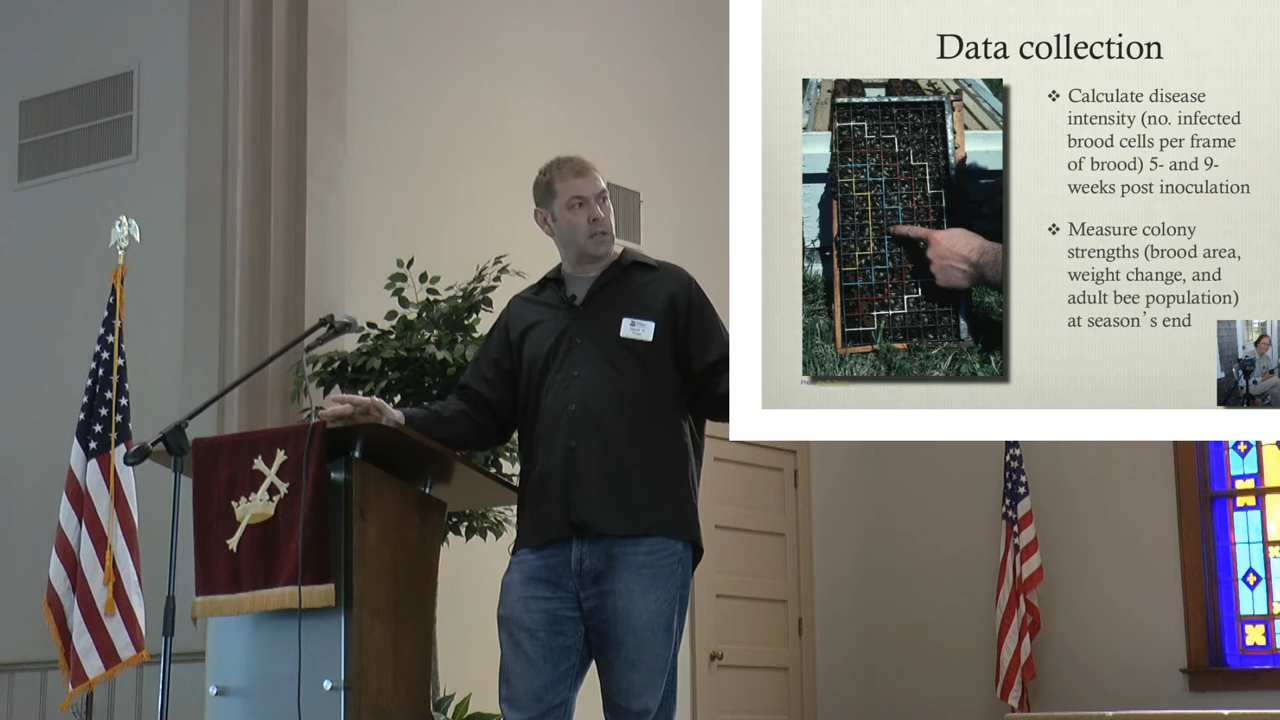 Data collection
❖ Calculate disease
intensity (no. infected
brood cells per frame
of brood) 5- and 9-
weeks post inoculation
❖ Measure colony
strengths (brood area,
weight change, and
adult bee population)
at season's end